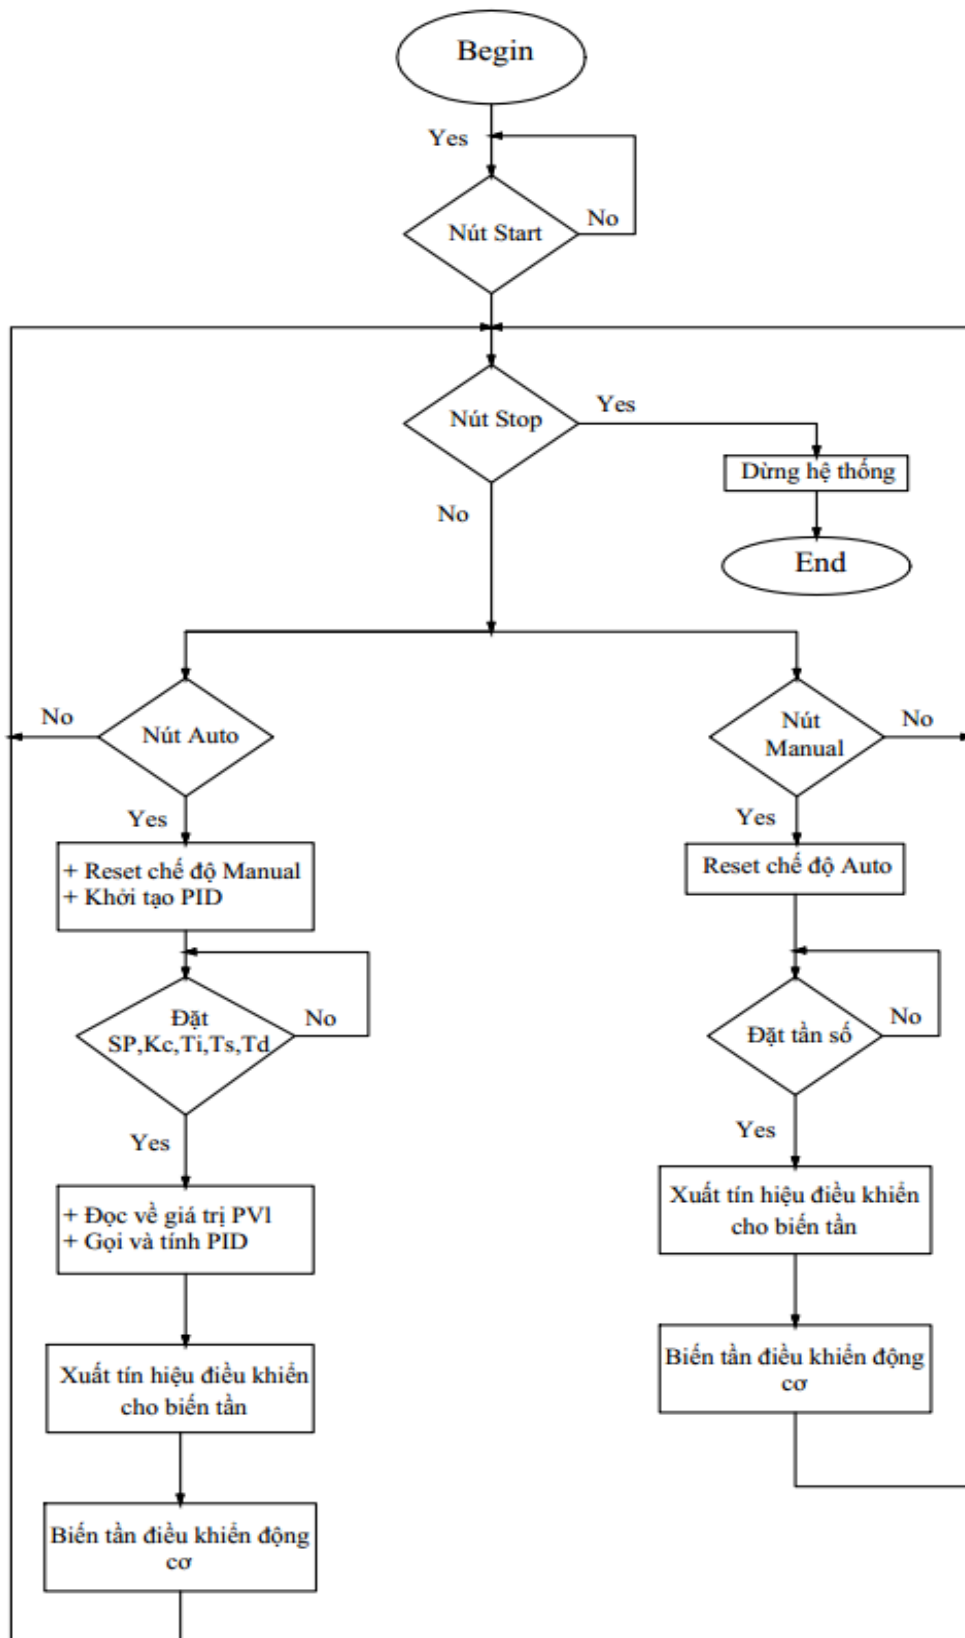 Begin
Yes
No
Nút Start
Nút Stop
Yes
Dừng hệ thống
No
End
No
Nút Auto
Yes
+ Reset chế độ Manual
+ Khởi tạo PID
Đặt
SP,Kc,Ti,Ts,Td
No
Yes
+ Đọc về giá trị PVI
+ Gọi và tính PID
Xuất tín hiệu điều khiển
cho biến tần
Biến tần điều khiển động
cơ
Nút
Manual
No
Yes
Reset chế độ Auto
Đặt tần số
No
Yes
Xuất tín hiệu điều khiển
cho biến tần
Biến tần điều khiển động
cơ